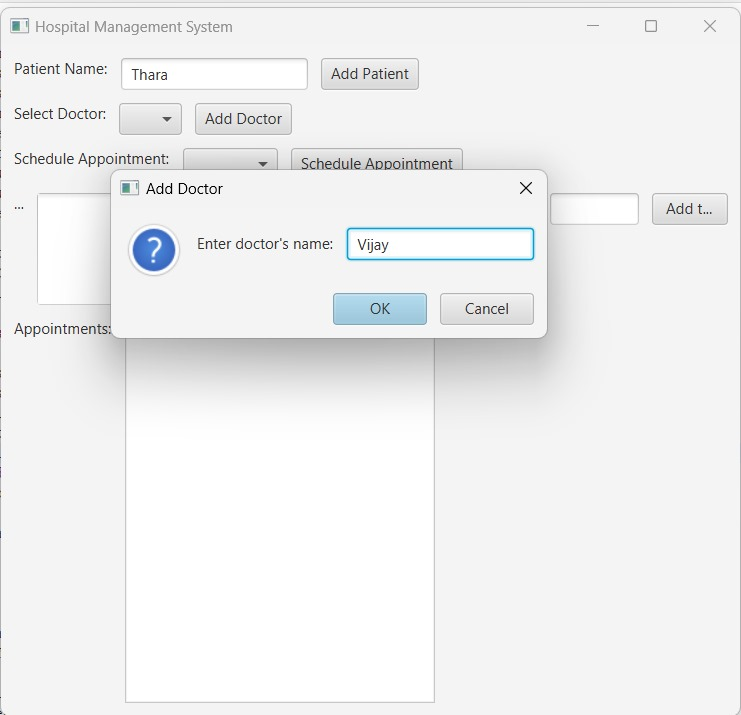 Hospital Management System
Patient Name: Thara Add Patient
Select Doctor: Add Doctor
Schedule Appointment: Schedule Appointment
Add Doctor
... Add t...
Enter doctor's name: Vijay
OK Cancel
Appointments: